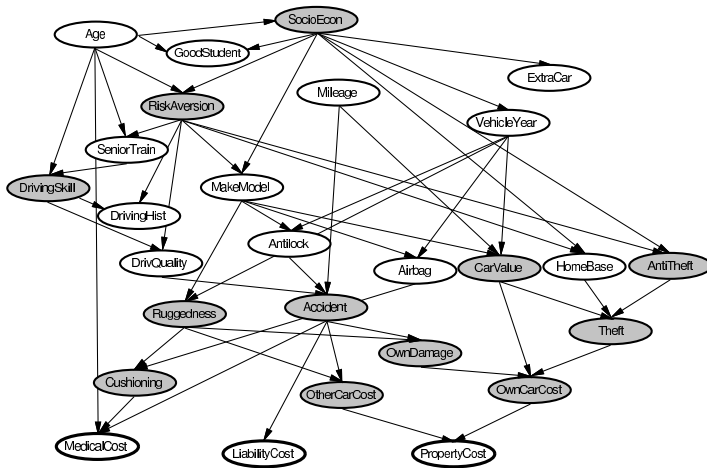 SocioEcon
Age
GoodStudent
ExtraCar
Mileage
RiskAversion
VehicleYear
SeniorTrain
DrivingSkill
MakeModel
DrivingHist
Antilock
DrivQuality
Airbag
CarValue
HomeBase
AntiTheft
Ruggedness
Accident
Theft
OwnDamage
Cushioning
OtherCarCost
OwnCarCost
MedicalCost
LiabilityCost
PropertyCost